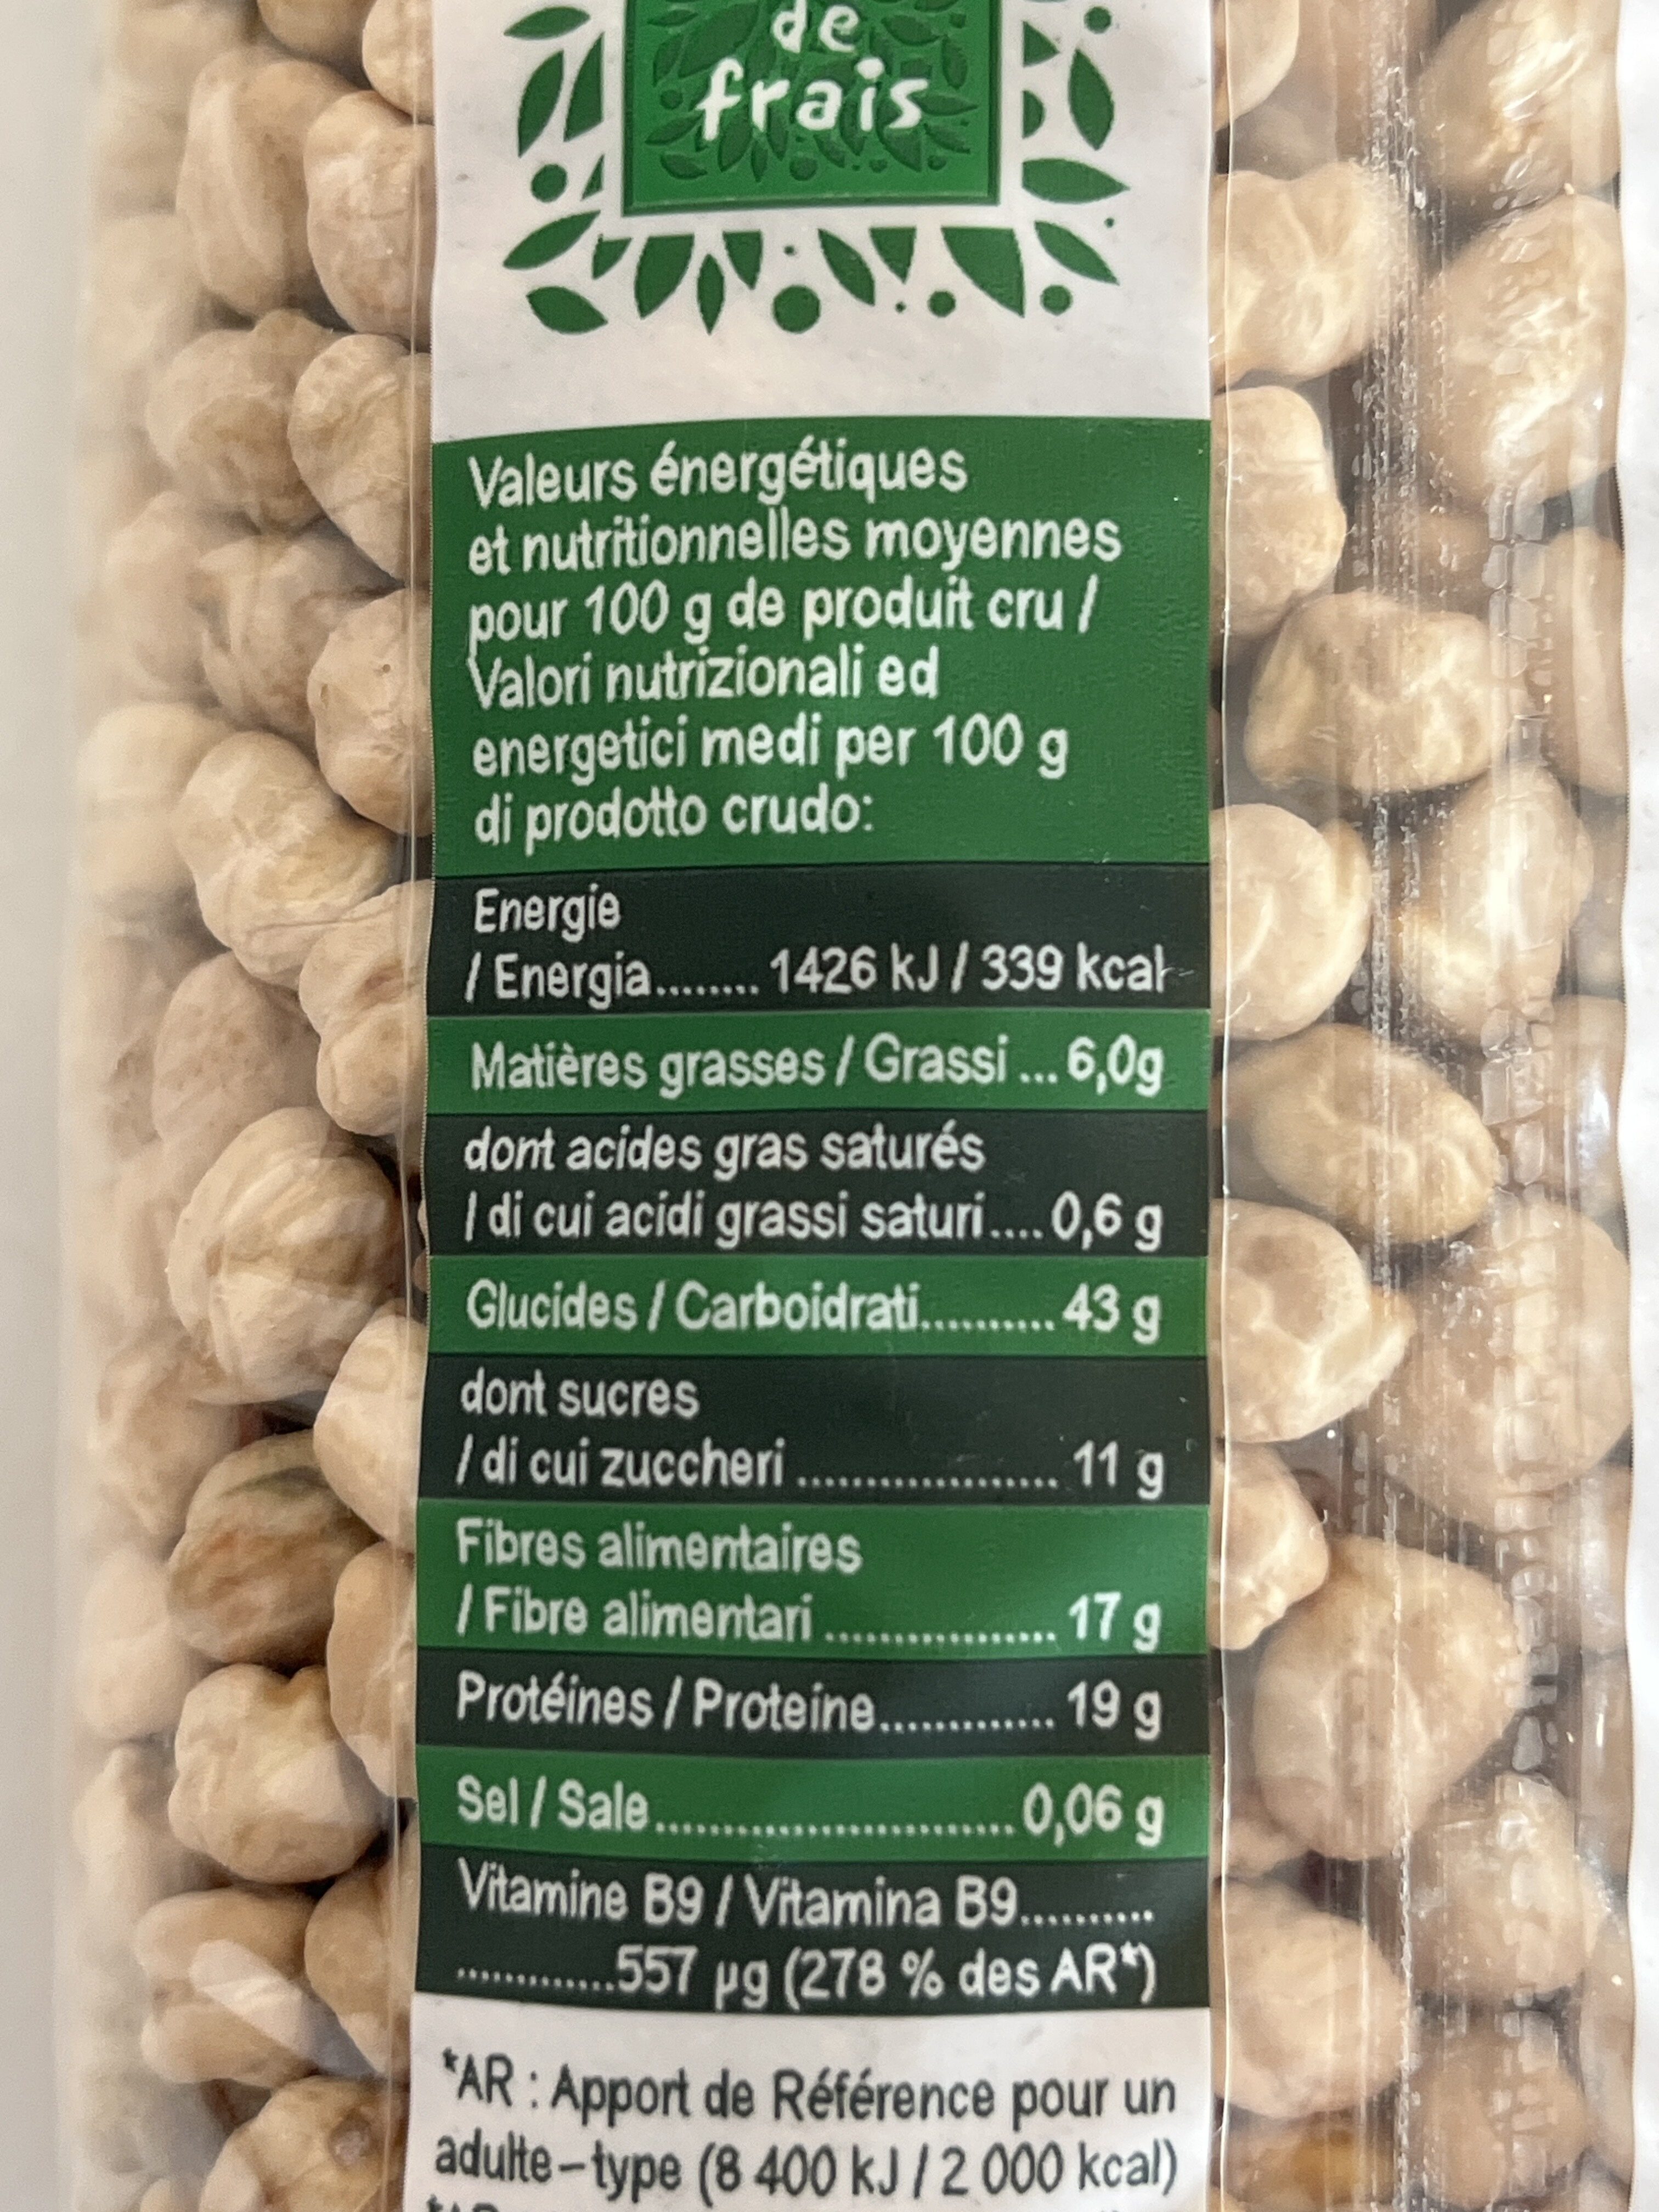 de
frais
Valeurs énergétiques
et nutritionnelles moyennes
pour 100 g de produit cru /
Valori nutrizionali ed
energetici medi per 100 g
di prodotto crudo:
Energie
/ Energia........ 1426 kJ / 339 kcal
Matières grasses / Grassi ... 6,0g
dont acides gras saturés
/ di cui acidi grassi saturi.... 0,6 g
Glucides / Carboidrati........... 43 g
dont sucres
/ di cui zuccheri .................... 11 g
Fibres alimentaires
/ Fibre alimentari .................. 17 g
Protéines / Proteine.............. 19 g
Sel / Sale............................ 0,06 g
Vitamine B9 / Vitamina B9..........
............557 µg (278 % des AR*)
*AR : Apport de Référence pour un
adulte-type (8 400 kJ / 2 000 kcal)